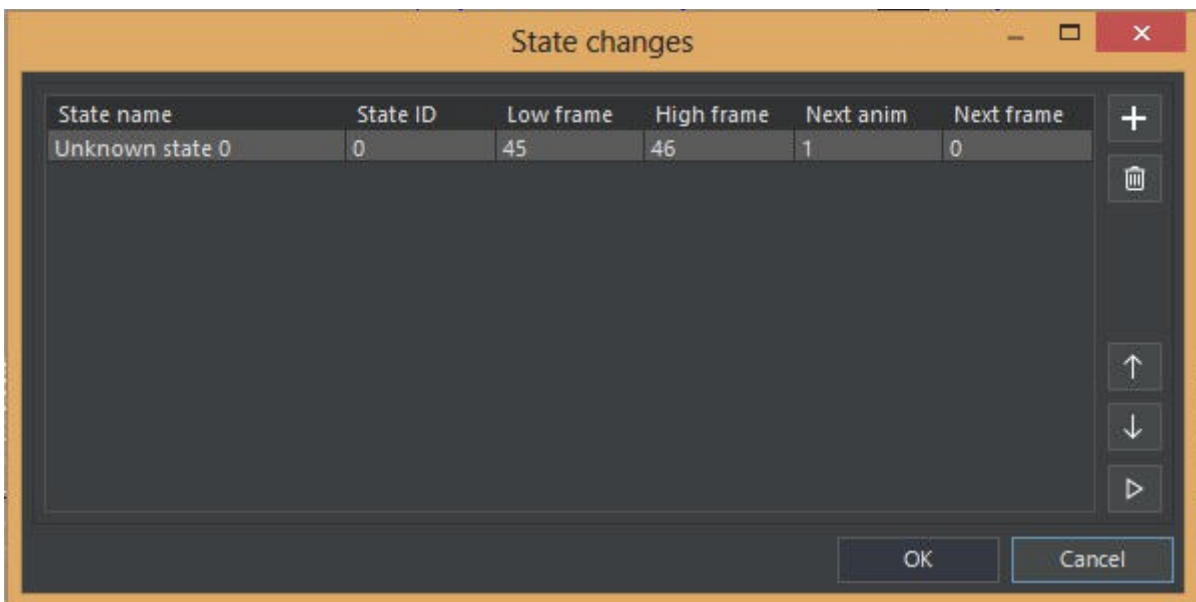 State changes
State name State ID Low frame High frame Next anim Next frame
Unknown state 0 0 45 46 1 0
OK Cancel